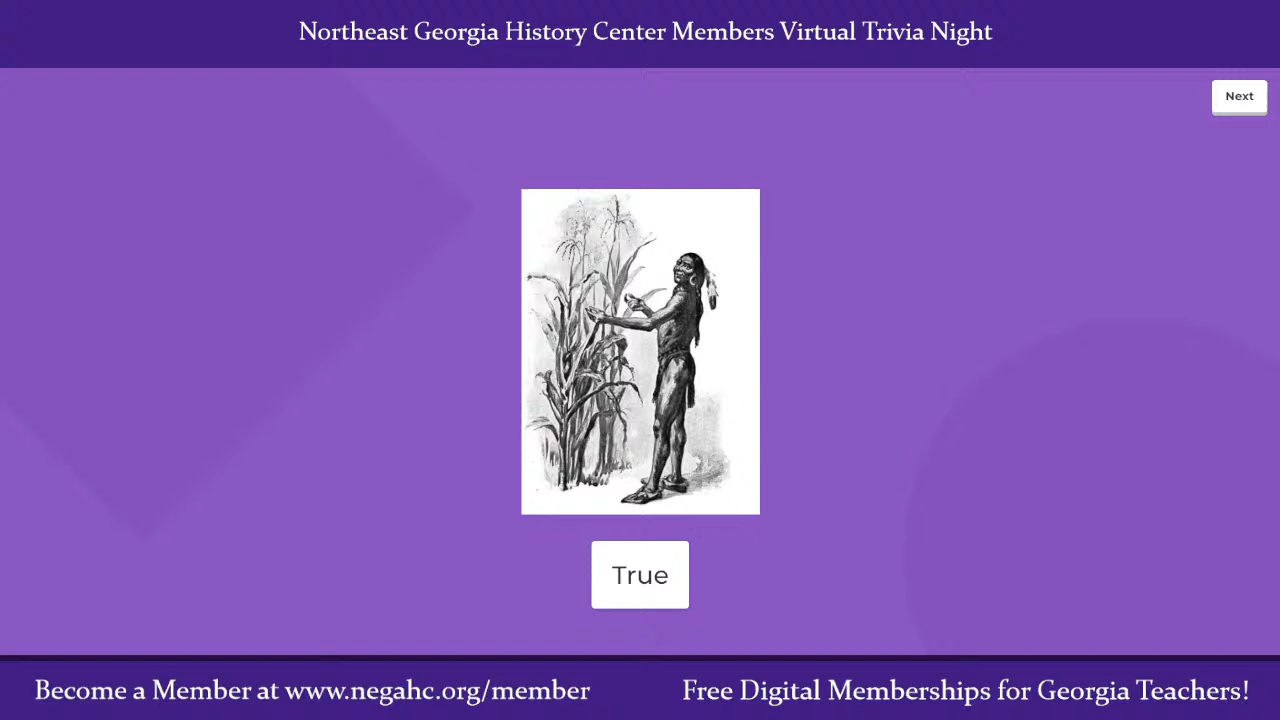 Northeast Georgia History Center Members Virtual Trivia Night
Next
True
Become a Member at www.negahc.org/member
Free Digital Memberships for Georgia Teachers!